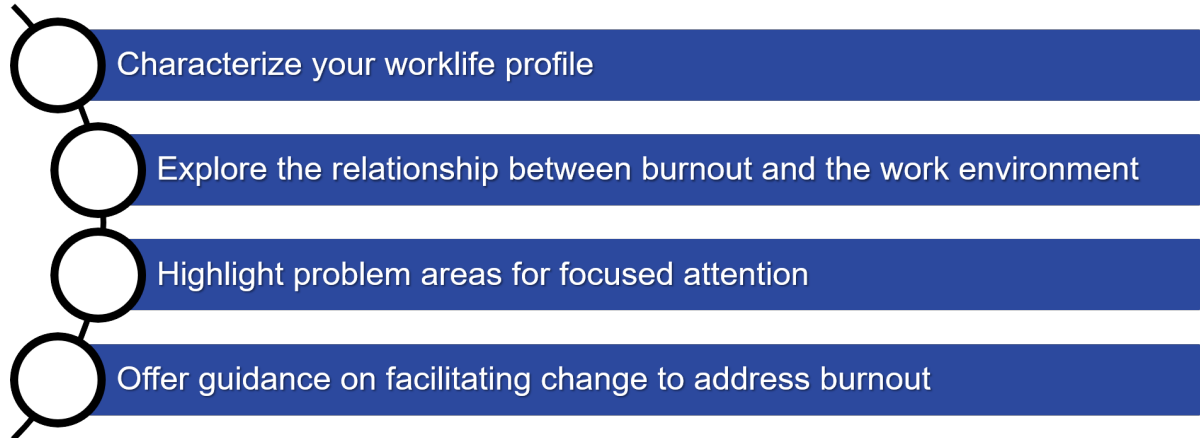 Characterize your worklife profile
Explore the relationship between burnout and the work environment
Highlight problem areas for focused attention
Offer guidance on facilitating change to address burnout